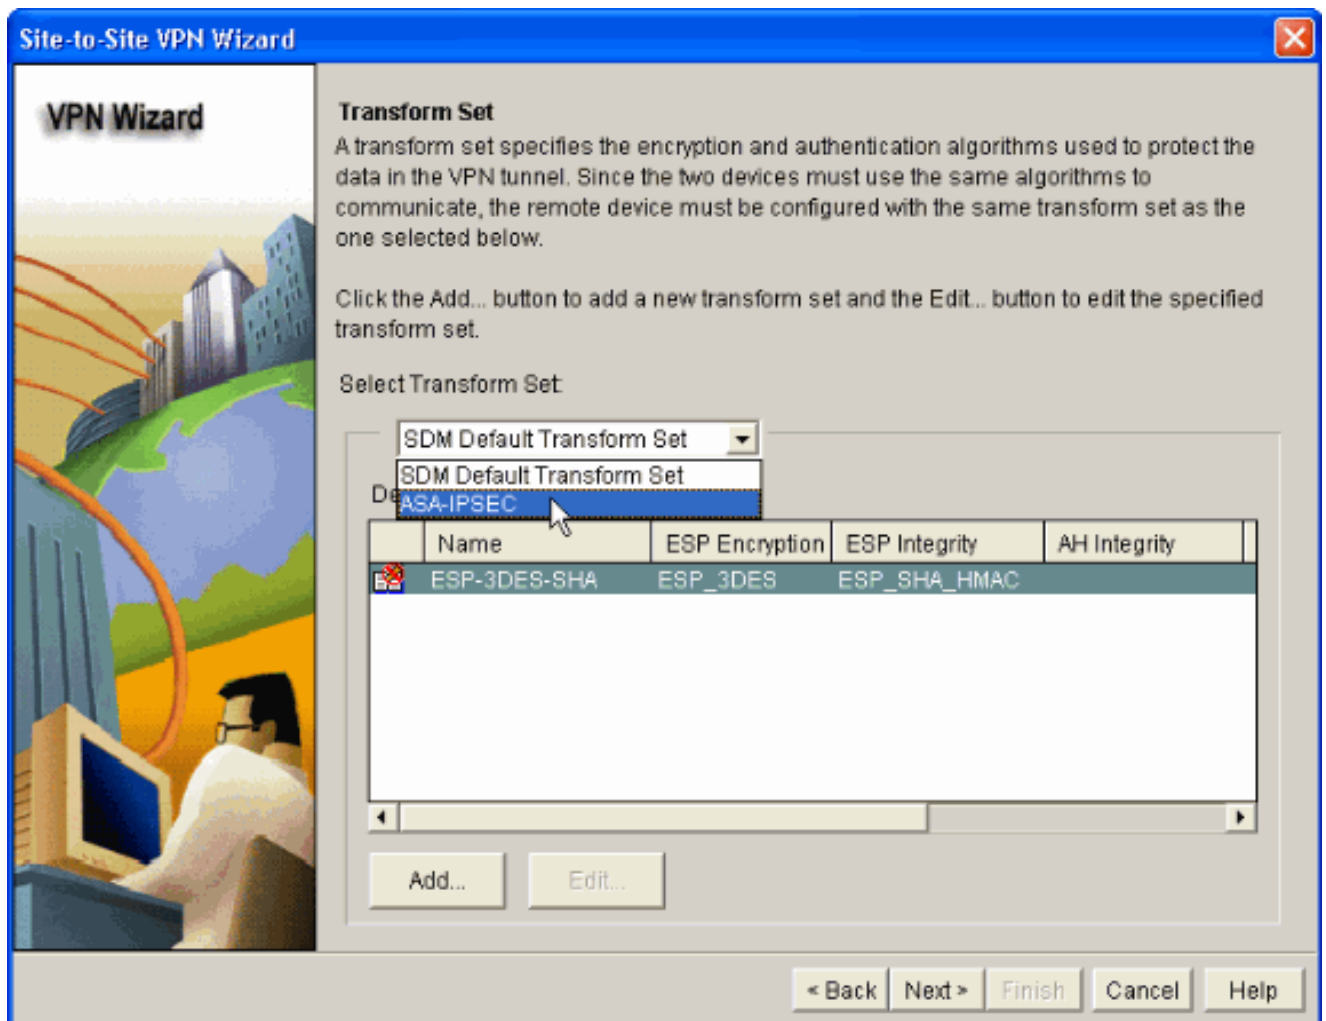 Site-to-Site VPN Wizard
VPN Wizard
Transform Set
A transform set specifies the encryption and authentication algorithms used to protect the
data in the VPN tunnel. Since the two devices must use the same algorithms to
communicate, the remote device must be configured with the same transform set as the
one selected below.
Click the Add... button to add a new transform set and the Edit... button to edit the specified
transform set.
Select Transform Set:
SDM Default Transform Set
SDM Default Transform Set
ASA-IPSEC
Name ESP Encryption ESP Integrity AH Integrity
ESP-3DES-SHA ESP_3DES ESP_SHA_HMAC
Add... Edit...
< Back Next > Finish Cancel Help